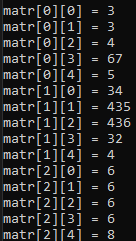 matr[0][0] = 3
matr[0][1] = 3
matr[0][2] = 4
matr[0][3] = 67
matr[0][4] = 5
matr[1][0] = 34
matr[1][1] = 435
matr[1][2] = 436
matr[1][3] = 32
matr[1][4] = 4
matr[2][0] = 6
matr[2][1] = 6
matr[2][2] = 6
matr[2][3] = 6
matr[2][4] = 8